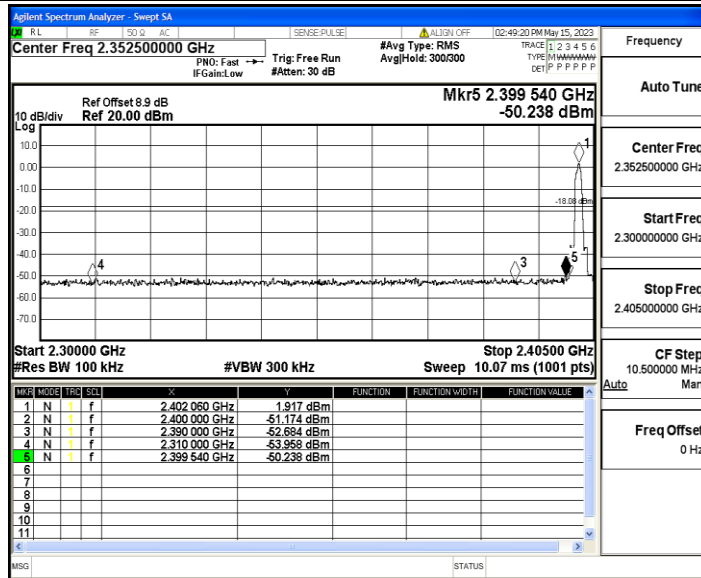 Agilent Spectrum Analyzer - Swept SA
RL RF 50 Ω AC SENSE:PULSE ALIGN OFF 02:49:20 PM May 15, 2023
Center Freq 2.352500000 GHz
PNO: Fast
IFGain:Low
Trig: Free Run
#Atten: 30 dB
#Avg Type: RMS
Avg|Hold: 300/300
TRACE 1 2 3 4 5 6
TYPE MWWWWW
DET P P P P P P
Ref Offset 8.9 dB
Ref 20.00 dBm
10 dB/div
Log
Mkr5 2.399 540 GHz
-50.238 dBm
10.0
0.00
-10.0
-20.0
-30.0
-40.0
-50.0
-60.0
-70.0
1
-18.08 dBm
3
4
5
Start 2.30000 GHz
Stop 2.40500 GHz
#Res BW 100 kHz
#VBW 300 kHz
Sweep 10.07 ms (1001 pts)
MKR MODE TRC SCL X Y FUNCTION FUNCTION WIDTH FUNCTION VALUE
1 N 1 f 2.402 060 GHz 1.917 dBm
2 N 1 f 2.400 000 GHz -51.174 dBm
3 N 1 f 2.390 000 GHz -52.684 dBm
4 N 1 f 2.310 000 GHz -53.958 dBm
5 N 1 f 2.399 540 GHz -50.238 dBm
6
7
8
9
10
11
MSG
STATUS
Frequency
Auto Tune
Center Freq
2.352500000 GHz
Start Freq
2.300000000 GHz
Stop Freq
2.405000000 GHz
CF Step
10.500000 MHz
Auto Man
Freq Offset
0 Hz